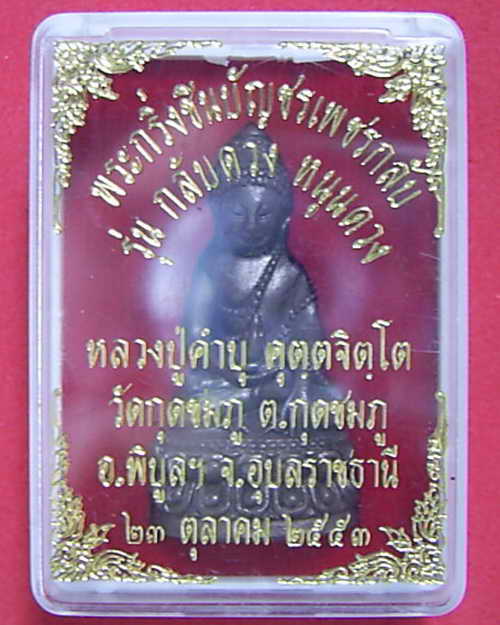 พระกริ่งชินบัญชรเพชรกลับ
รุ่น กลับดวง หนุนดวง
หลวงปู่คำบุ คุตฺตจิตฺโต
วัดกุดชมภู ต.กุดชมภู
อ.พิบูลฯ จ.อุบลราชธานี
๒๓ ตุลาคม ๒๕๕๓